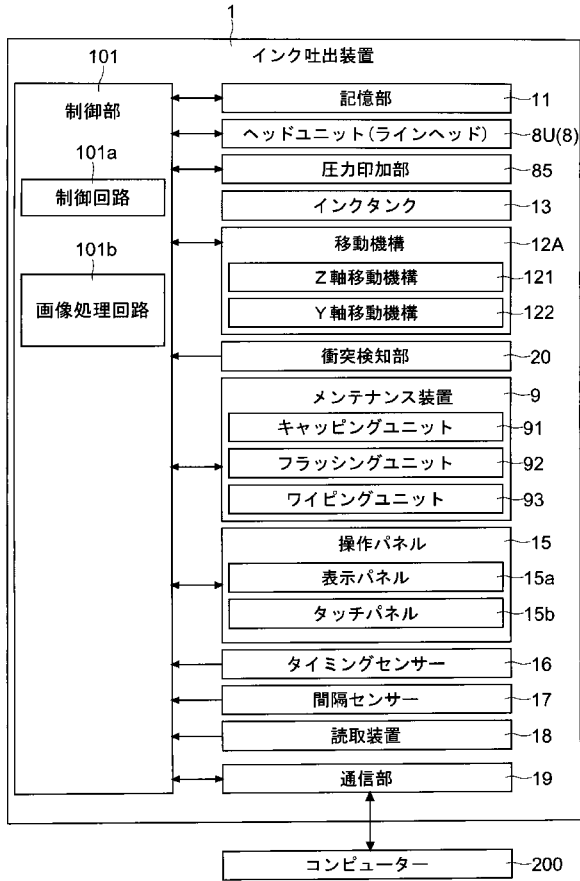 1
インク吐出装置
101
制御部
101a
制御回路
101b
画像処理回路
記憶部 11
ヘッドユニット(ラインヘッド) 8U(8)
圧力印加部 85
インクタンク 13
移動機構 12A
Z軸移動機構 121
Y軸移動機構 122
衝突検知部 20
メンテナンス装置 9
キャッピングユニット 91
フラッシングユニット 92
ワイピングユニット 93
操作パネル 15
表示パネル 15a
タッチパネル 15b
タイミングセンサー 16
間隔センサー 17
読取装置 18
通信部 19
コンピューター 200